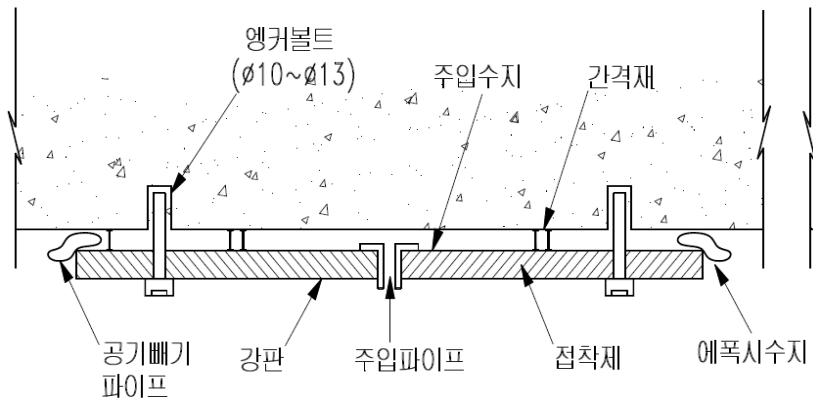 엥커볼트
(ø10~ø13)
주입수지
간격재
공기빼기
파이프
강판
주입파이프
접착제
에폭시수지